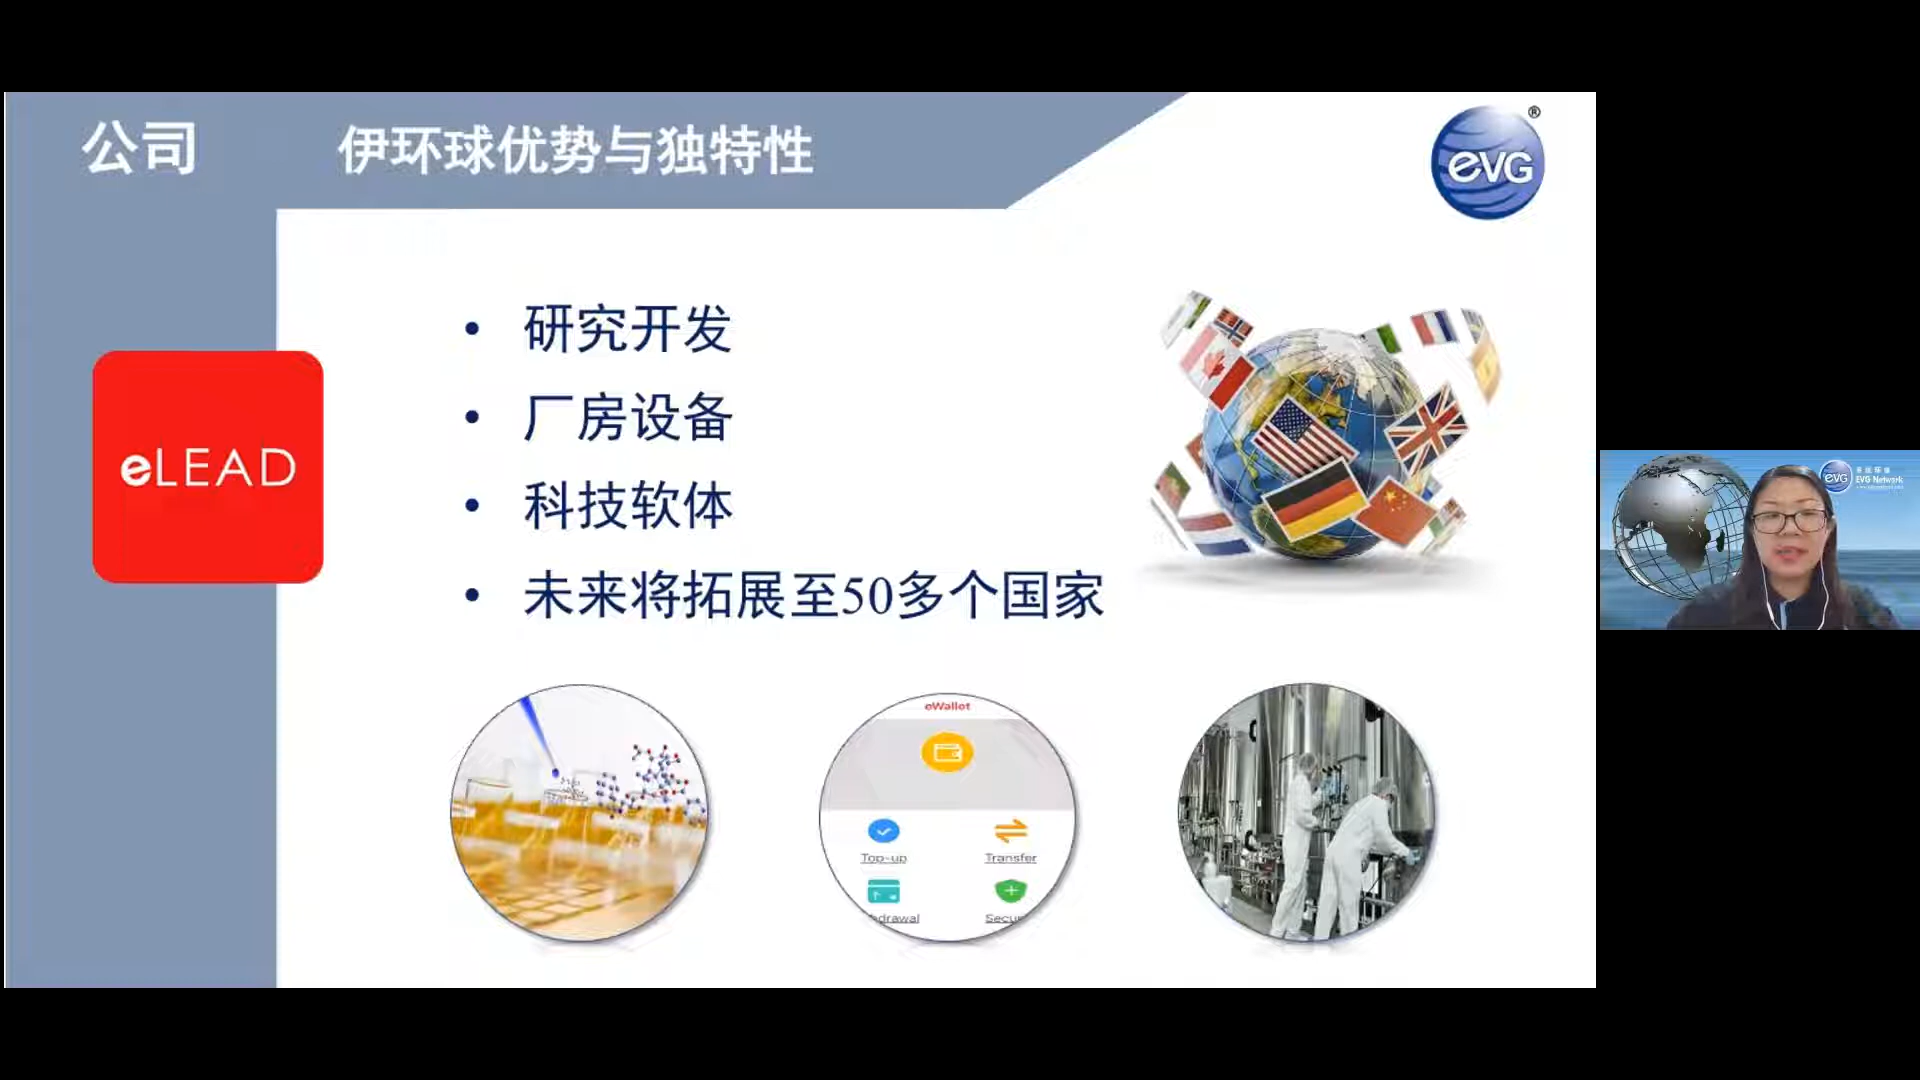 公司
伊环球优势与独特性
eVG®
eLEAD
• 研究开发
• 厂房设备
• 科技软体
• 未来将拓展至50多个国家
eWallet
Top-up
Transfer
hdrawal
Secur
eVG
EVG Network